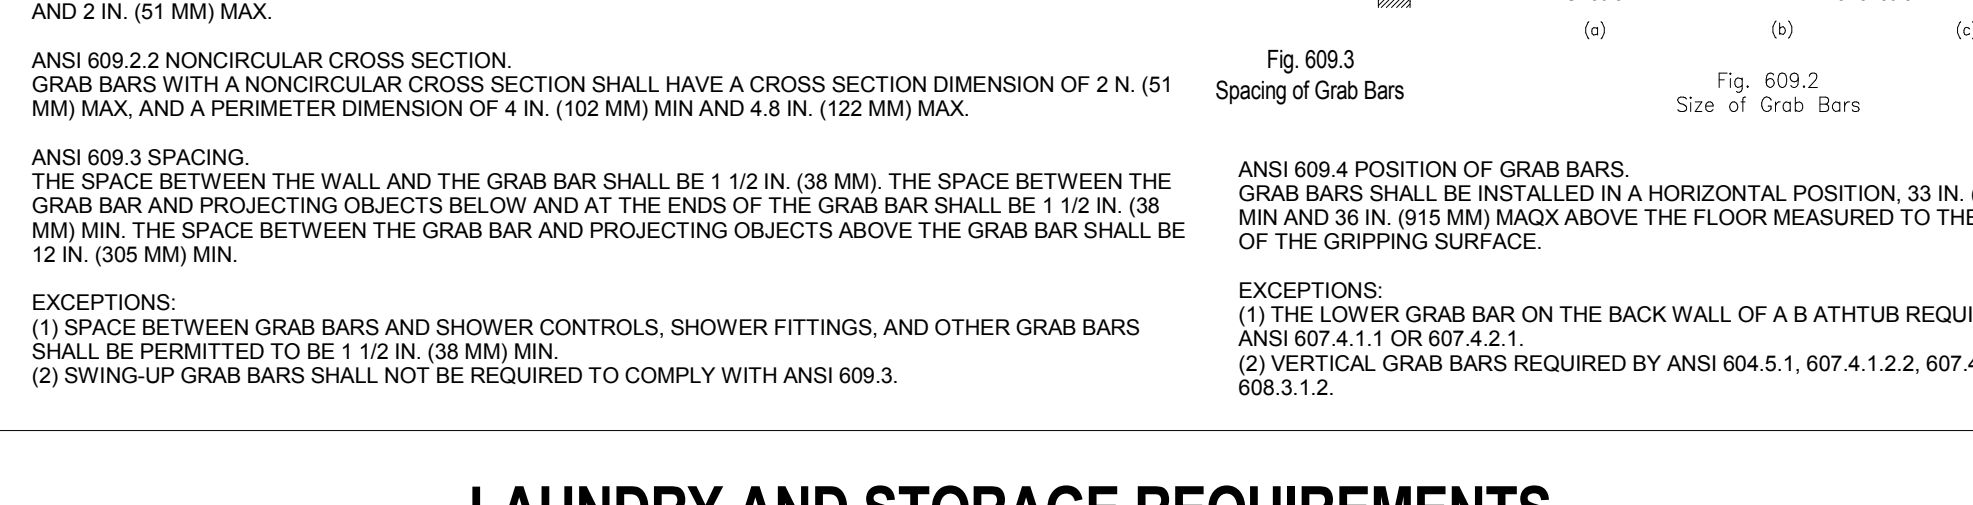 AND 2 IN. (51 MM) MAX.
ANSI 609.2.2 NONCIRCULAR CROSS SECTION.
GRAB BARS WITH A NONCIRCULAR CROSS SECTION SHALL HAVE A CROSS SECTION DIMENSION OF 2 N. (51
MM) MAX, AND A PERIMETER DIMENSION OF 4 IN. (102 MM) MIN AND 4.8 IN. (122 MM) MAX.
ANSI 609.3 SPACING.
THE SPACE BETWEEN THE WALL AND THE GRAB BAR SHALL BE 1 1/2 IN. (38 MM). THE SPACE BETWEEN THE
GRAB BAR AND PROJECTING OBJECTS BELOW AND AT THE ENDS OF THE GRAB BAR SHALL BE 1 1/2 IN. (38
MM) MIN. THE SPACE BETWEEN THE GRAB BAR AND PROJECTING OBJECTS ABOVE THE GRAB BAR SHALL BE
12 IN. (305 MM) MIN.
EXCEPTIONS:
(1) SPACE BETWEEN GRAB BARS AND SHOWER CONTROLS, SHOWER FITTINGS, AND OTHER GRAB BARS
SHALL BE PERMITTED TO BE 1 1/2 IN. (38 MM) MIN.
(2) SWING-UP GRAB BARS SHALL NOT BE REQUIRED TO COMPLY WITH ANSI 609.3.
Fig. 609.3
Spacing of Grab Bars
(a) (b) (c
Fig. 609.2
Size of Grab Bars
ANSI 609.4 POSITION OF GRAB BARS.
GRAB BARS SHALL BE INSTALLED IN A HORIZONTAL POSITION, 33 IN. (
MIN AND 36 IN. (915 MM) MAQX ABOVE THE FLOOR MEASURED TO THE
OF THE GRIPPING SURFACE.
EXCEPTIONS:
(1) THE LOWER GRAB BAR ON THE BACK WALL OF A B ATHTUB REQUI
ANSI 607.4.1.1 OR 607.4.2.1.
(2) VERTICAL GRAB BARS REQUIRED BY ANSI 604.5.1, 607.4.1.2.2, 607.4
608.3.1.2.
LAUNDRY AND STORAGE REQUIREMENTS